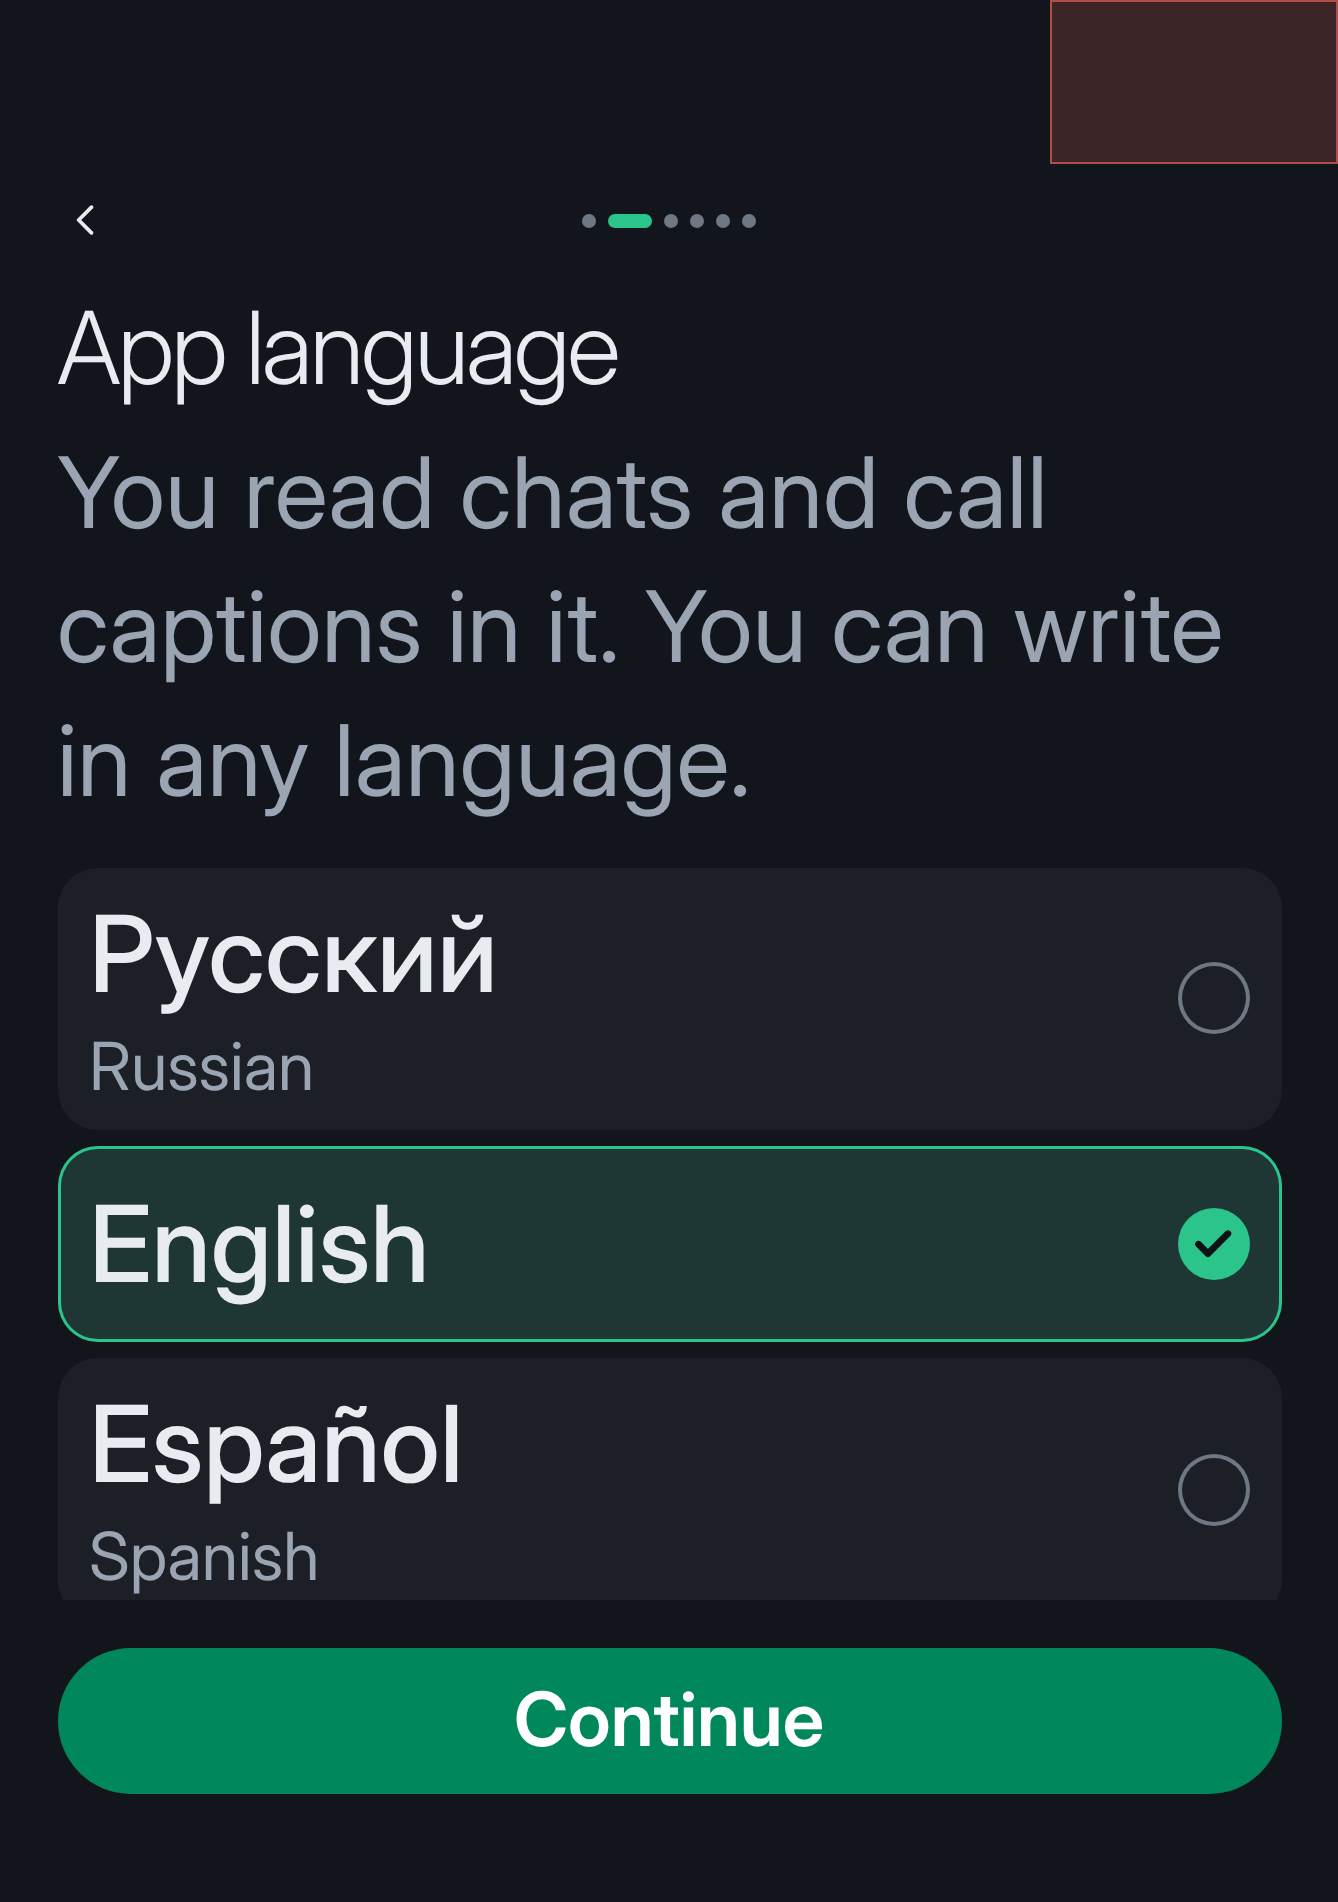 App language
You read chats and call
captions in it. You can write
in any language.
Русский
Russian
English
Español
Spanish
Continue